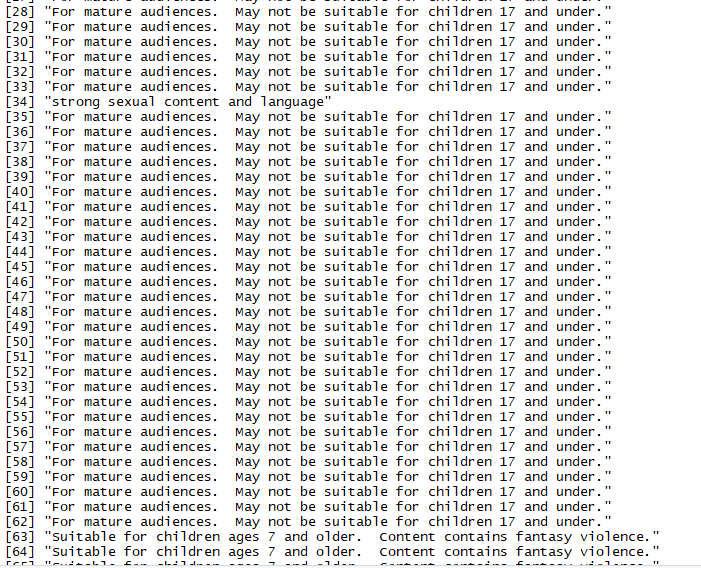 [28] "For mature audiences.  May not be suitable for children 17 and under."
[29] "For mature audiences.  May not be suitable for children 17 and under."
[30] "For mature audiences.  May not be suitable for children 17 and under."
[31] "For mature audiences.  May not be suitable for children 17 and under."
[32] "For mature audiences.  May not be suitable for children 17 and under."
[33] "For mature audiences.  May not be suitable for children 17 and under."
[34] "strong sexual content and language"
[35] "For mature audiences.  May not be suitable for children 17 and under."
[36] "For mature audiences.  May not be suitable for children 17 and under."
[37] "For mature audiences.  May not be suitable for children 17 and under."
[38] "For mature audiences.  May not be suitable for children 17 and under."
[39] "For mature audiences.  May not be suitable for children 17 and under."
[40] "For mature audiences.  May not be suitable for children 17 and under."
[41] "For mature audiences.  May not be suitable for children 17 and under."
[42] "For mature audiences.  May not be suitable for children 17 and under."
[43] "For mature audiences.  May not be suitable for children 17 and under."
[44] "For mature audiences.  May not be suitable for children 17 and under."
[45] "For mature audiences.  May not be suitable for children 17 and under."
[46] "For mature audiences.  May not be suitable for children 17 and under."
[47] "For mature audiences.  May not be suitable for children 17 and under."
[48] "For mature audiences.  May not be suitable for children 17 and under."
[49] "For mature audiences.  May not be suitable for children 17 and under."
[50] "For mature audiences.  May not be suitable for children 17 and under."
[51] "For mature audiences.  May not be suitable for children 17 and under."
[52] "For mature audiences.  May not be suitable for children 17 and under."
[53] "For mature audiences.  May not be suitable for children 17 and under."
[54] "For mature audiences.  May not be suitable for children 17 and under."
[55] "For mature audiences.  May not be suitable for children 17 and under."
[56] "For mature audiences.  May not be suitable for children 17 and under."
[57] "For mature audiences.  May not be suitable for children 17 and under."
[58] "For mature audiences.  May not be suitable for children 17 and under."
[59] "For mature audiences.  May not be suitable for children 17 and under."
[60] "For mature audiences.  May not be suitable for children 17 and under."
[61] "For mature audiences.  May not be suitable for children 17 and under."
[62] "For mature audiences.  May not be suitable for children 17 and under."
[63] "Suitable for children ages 7 and older.  Content contains fantasy violence."
[64] "Suitable for children ages 7 and older.  Content contains fantasy violence."